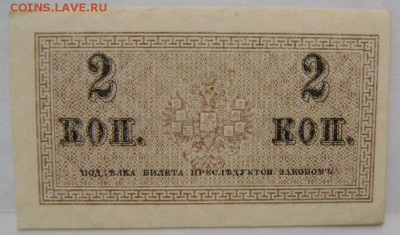 COINS.LAVE.RU
2 2
КОП. КОП.
ПОДДѢЛКА БИЛЕТА ПРЕСЛѢДУЕТСЯ ЗАКОНОМЪ.